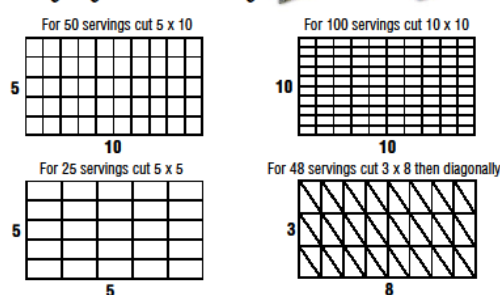 For 50 servings cut 5 x 10
5
10
For 100 servings cut 10 x 10
10
10
For 25 servings cut 5 x 5
5
5
For 48 servings cut 3 x 8 then diagonally
3
8